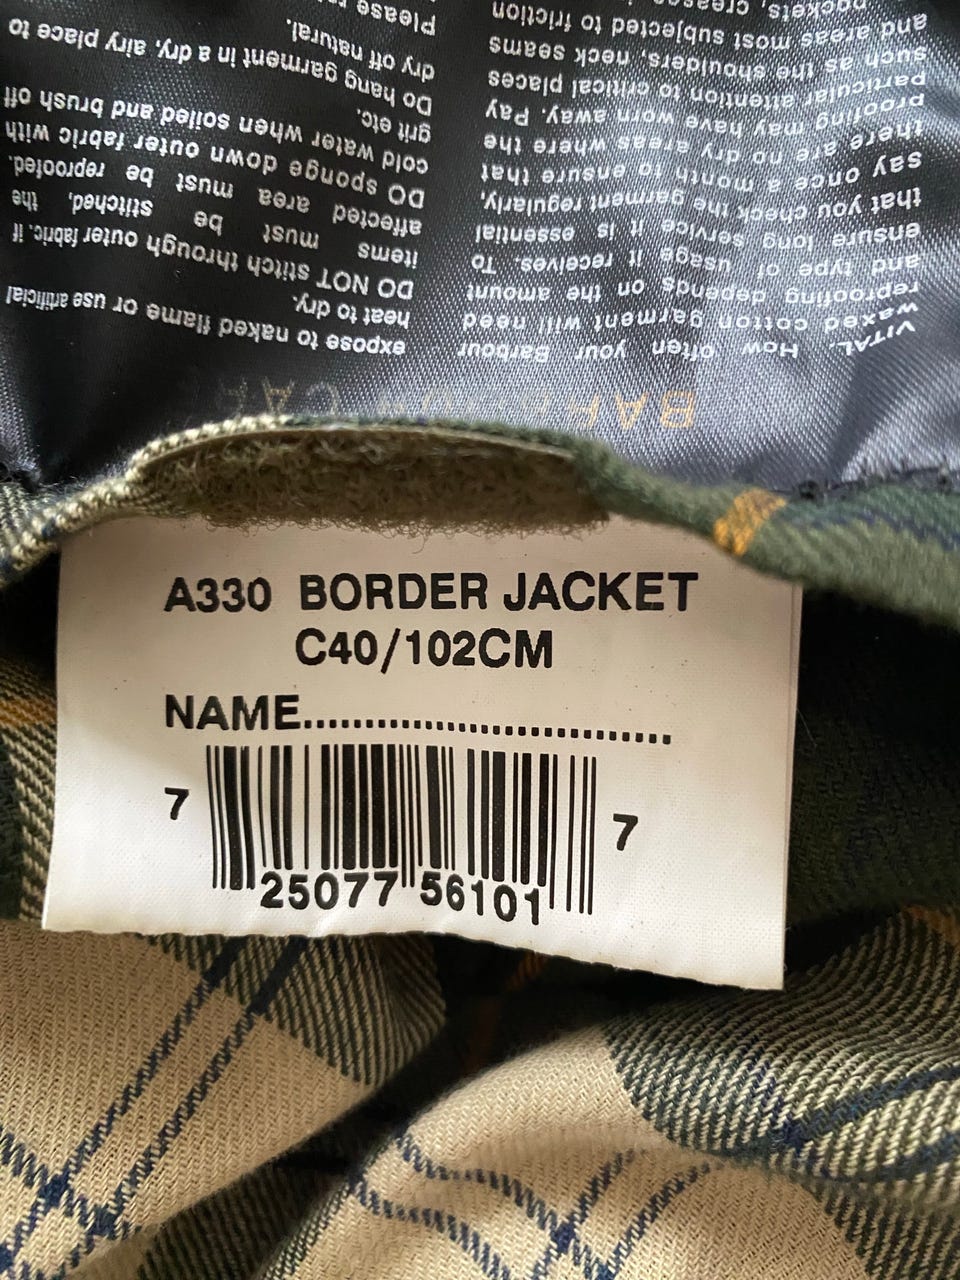 A330 BORDER JACKET
C40/102CM
NAME.................................
7 25077 56101 7
VITAL. How often your Barbour
waxed cotton garment will need
reproofing depends on the amount
and type of usage it receives. To
ensure long service it is essential
that you check the garment regularly,
say once a month to ensure that
there are no dry areas where the
proofing may have worn away. Pay
particular attention to critical places
such as the shoulders, neck seams
and areas most subjected to friction
pockets, creases
expose to naked flame or use artificial
heat to dry.
DO NOT stitch through outer fabric. If
items must be stitched, the
affected area must be reproofed.
DO sponge down outer fabric with
cold water when soiled and brush off
grit etc.
Do hang garment in a dry, airy place to
dry off natural.
Please